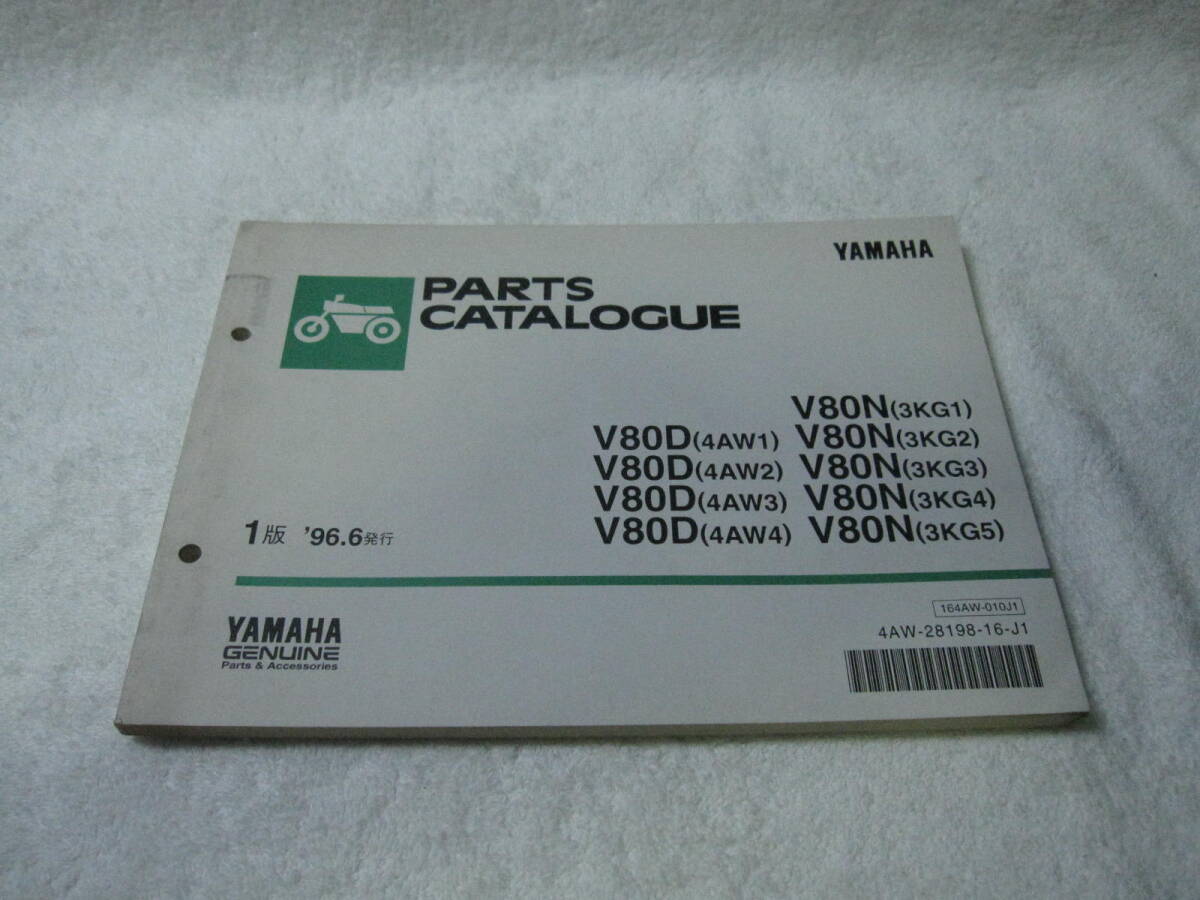 YAMAHA
PARTS
CATALOGUE
V80N(3KG1)
V80D(4AW1) V80N(3KG2)
V80D(4AW2) V80N(3KG3)
V80D(4AW3) V80N(3KG4)
V80D(4AW4) V80N(3KG5)
1版 '96.6発行
164AW-010J1
4AW-28198-16-J1
YAMAHA
GENUINE
Parts & Accessories